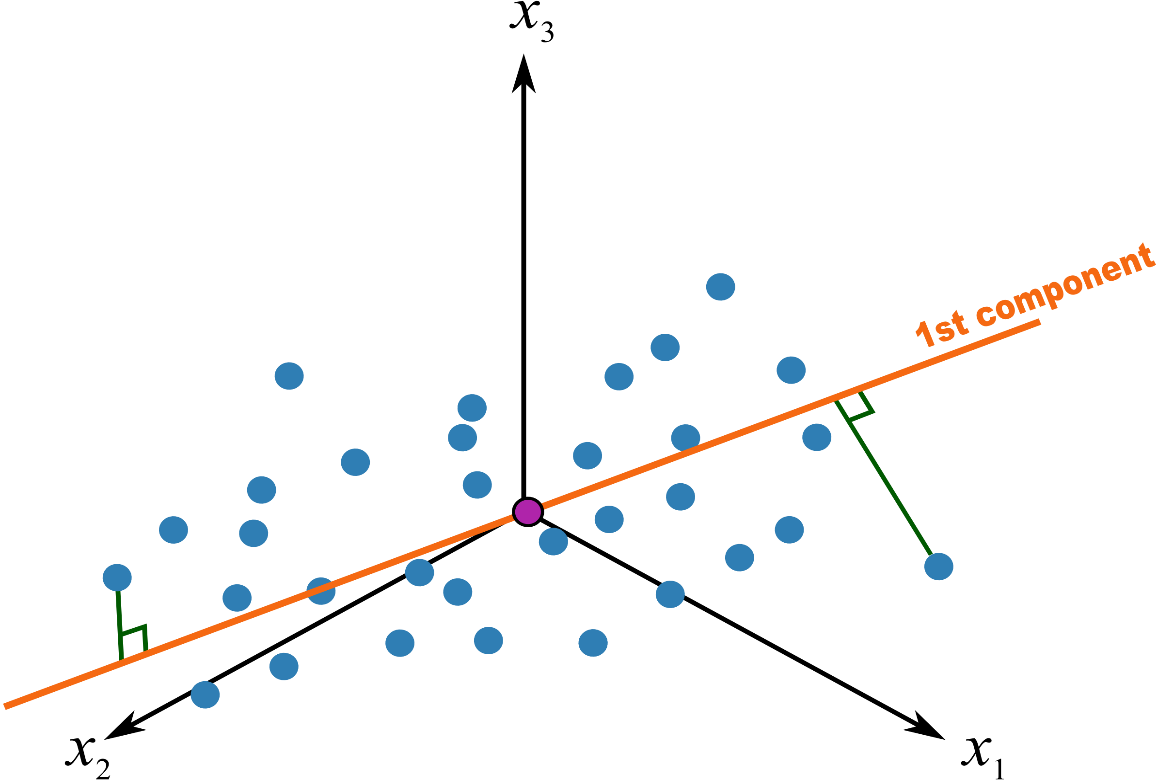 x₃
1st component
x₂
x₁